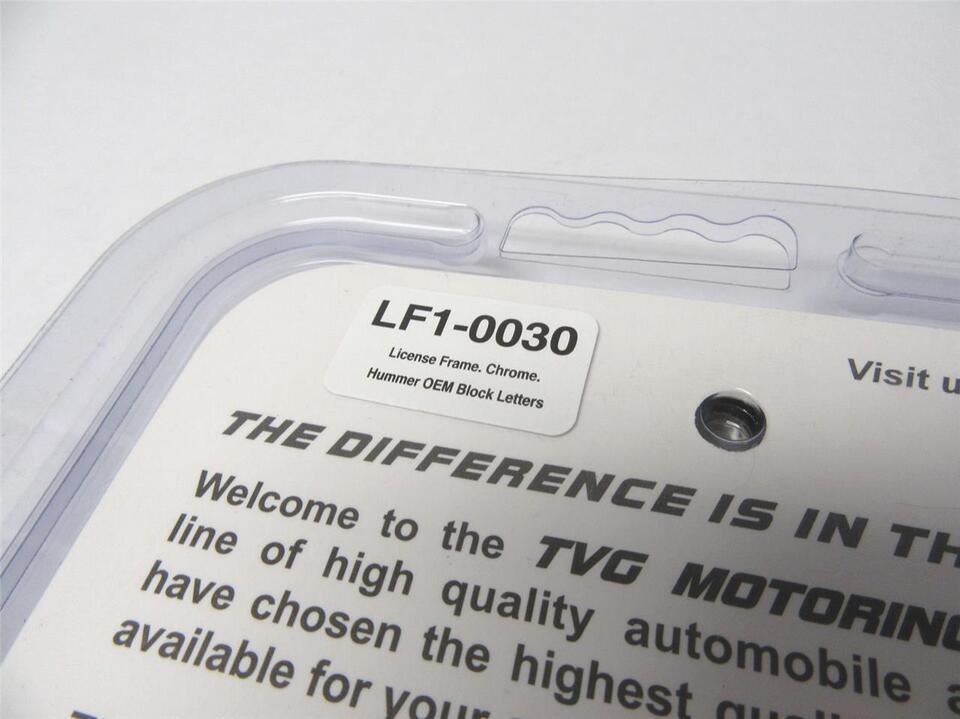 LF1-0030
License Frame. Chrome.
Hummer OEM Block Letters
Visit
THE DIFFERENCE IS IN
Welcome to the TVG MOTORING
line of high quality automobile
have chosen the highest
available for your